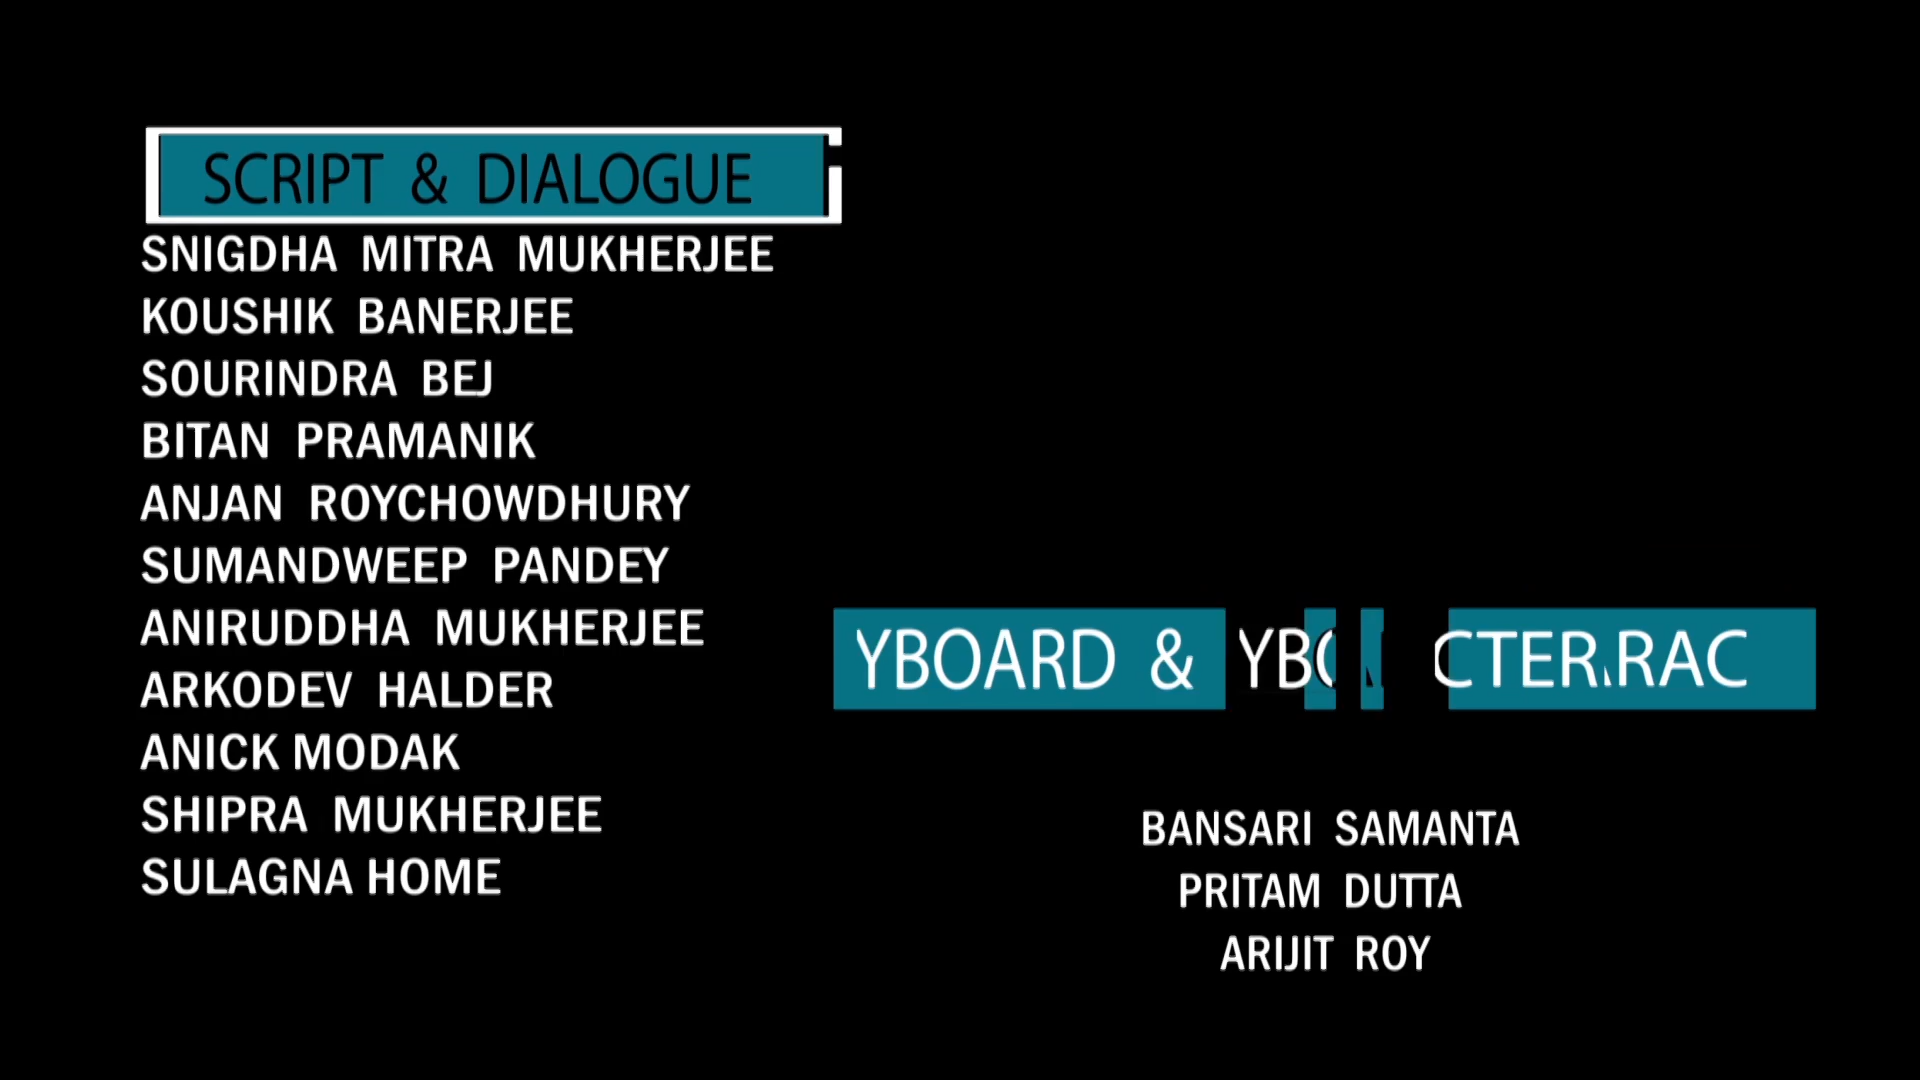 SCRIPT & DIALOGUE
SNIGDHA MITRA MUKHERJEE
KOUSHIK BANERJEE
SOURINDRA BEJ
BITAN PRAMANIK
ANJAN ROYCHOWDHURY
SUMANDWEEP PANDEY
ANIRUDDHA MUKHERJEE
ARKODEV HALDER
ANICK MODAK
SHIPRA MUKHERJEE
SULAGNA HOME
YBOARD &
BANSARI SAMANTA
PRITAM DUTTA
ARIJIT ROY